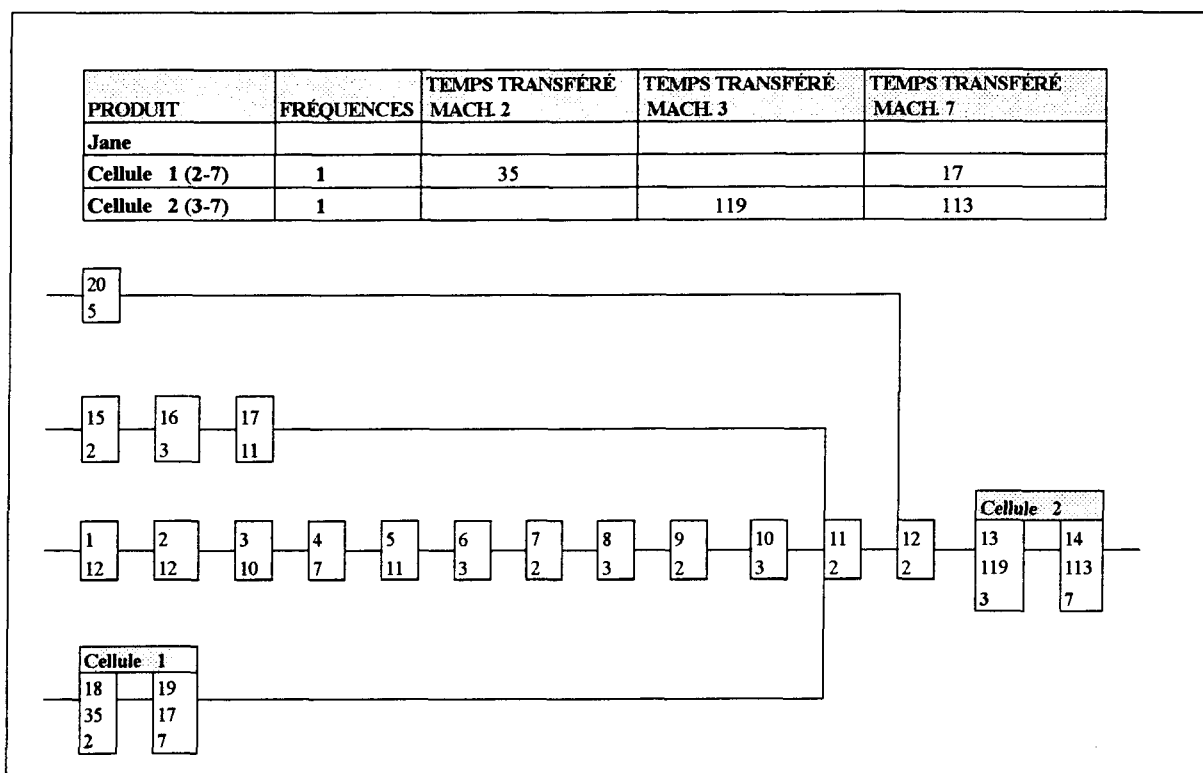 PRODUIT FRÉQUENCES TEMPS TRANSFÉRÉ MACH. 2 TEMPS TRANSFÉRÉ MACH. 3 TEMPS TRANSFÉRÉ MACH. 7
Jane
Cellule 1 (2-7) 1 35 17
Cellule 2 (3-7) 1 119 113
20
5
15 16 17
2 3 11
Cellule 2
1 2 3 4 5 6 7 8 9 10 11 12 13 14
12 12 10 7 11 3 2 3 2 3 2 2 119 113
3 7
Cellule 1
18 19
35 17
2 7